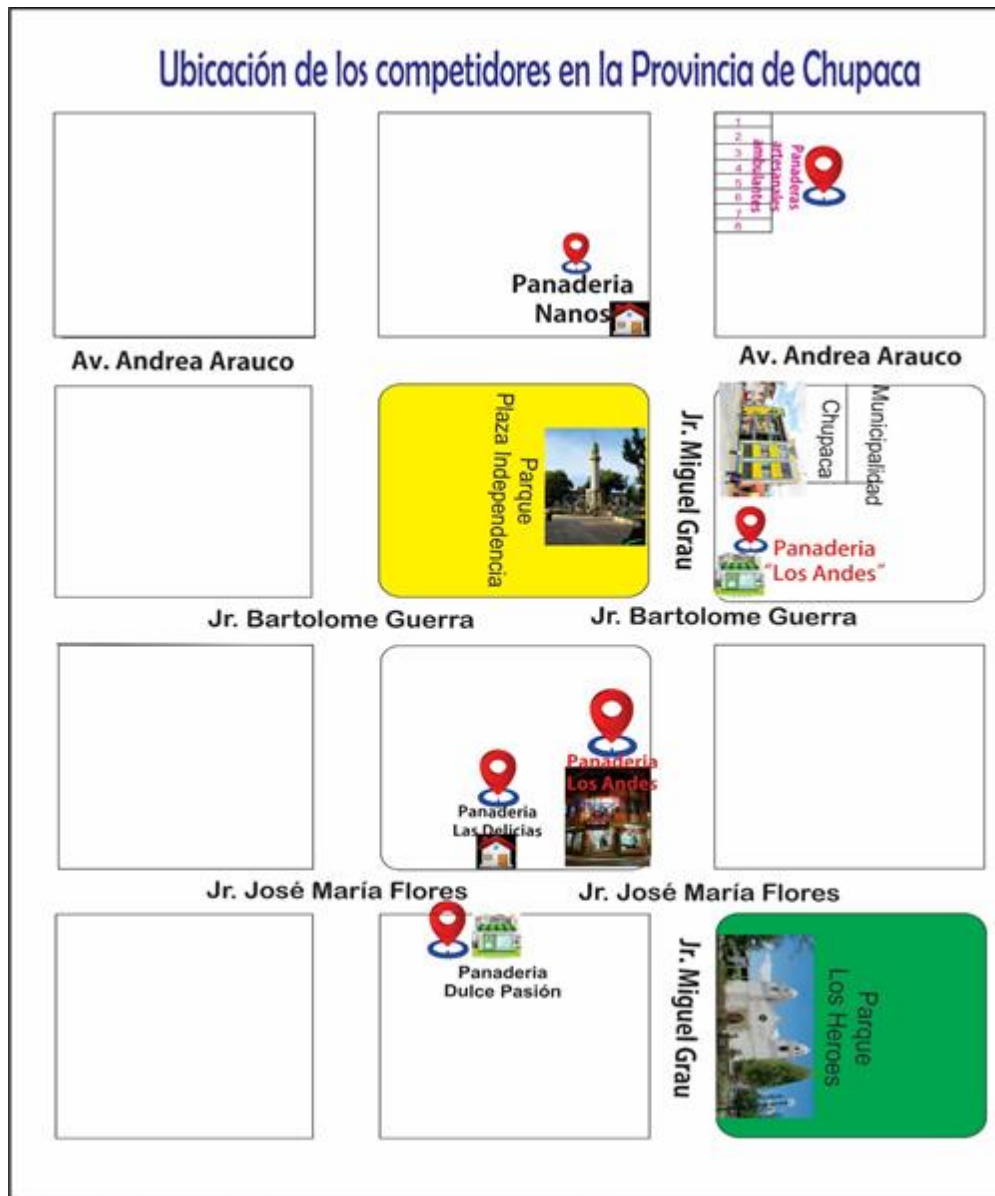 Ubicación de los competidores en la Provincia de Chupaca
1
2
3
4
5
6
7
8
Panaderas
artesanales
ambulantes
Panaderia
Nanos
Av. Andrea Arauco
Av. Andrea Arauco
Parque
Plaza Independencia
Jr. Miguel Grau
Municipalidad
Chupaca
Panaderia
"Los Andes"
Jr. Bartolome Guerra
Jr. Bartolome Guerra
Panaderia
Los Andes
Panaderia
Las Delicias
Jr. José María Flores
Jr. José María Flores
Panaderia
Dulce Pasión
Jr. Miguel Grau
Parque
Los Heroes